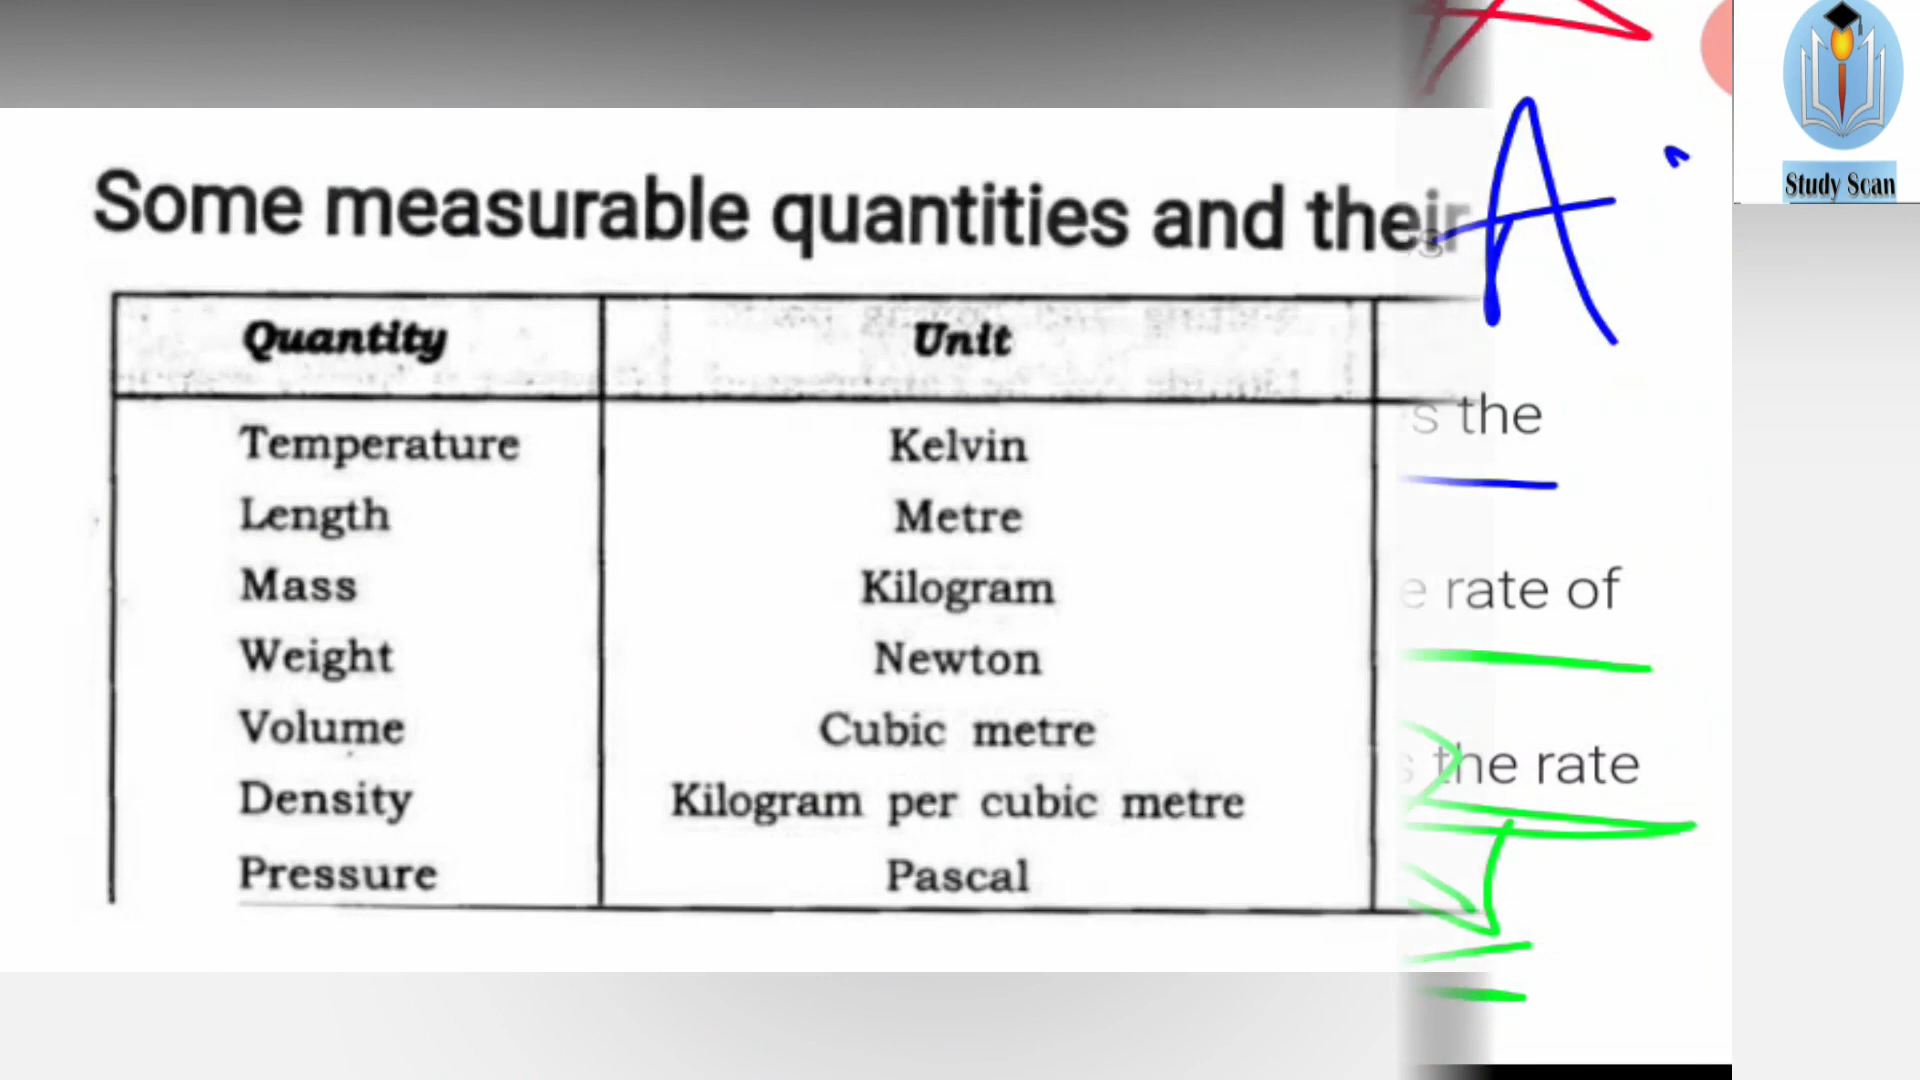 Some measurable quantities and their
Quantity Unit
Temperature Kelvin
Length Metre
Mass Kilogram
Weight Newton
Volume Cubic metre
Density Kilogram per cubic metre
Pressure Pascal
A
the
rate of
the rate
Study Scan